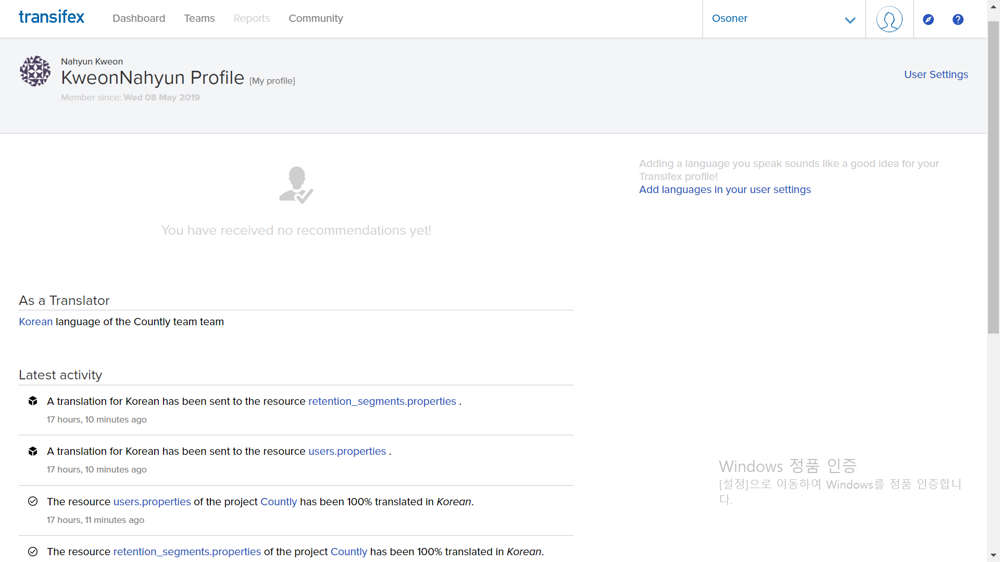 transifex Dashboard Teams Reports Community Osoner ?
Nahyun Kweon
KweonNahyun Profile [My profile]
Member since: Wed 08 May 2019
User Settings
You have received no recommendations yet!
Adding a language you speak sounds like a good idea for your
Transifex profile!
Add languages in your user settings
As a Translator
Korean language of the Countly team team
Latest activity
A translation for Korean has been sent to the resource retention_segments.properties .
17 hours, 10 minutes ago
A translation for Korean has been sent to the resource users.properties .
17 hours, 10 minutes ago
The resource users.properties of the project Countly has been 100% translated in Korean.
17 hours, 11 minutes ago
The resource retention_segments.properties of the project Countly has been 100% translated in Korean.
Windows 정품 인증
[설정]으로 이동하여 Windows를 정품 인증합니
다.